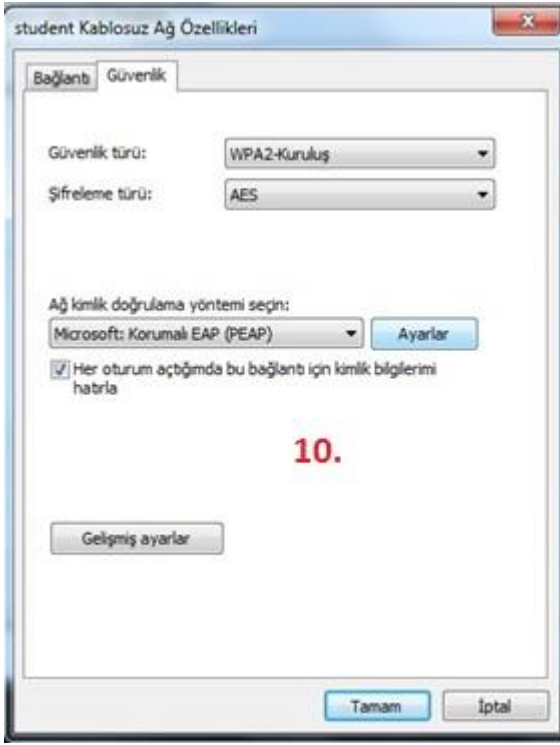 student Kablosuz Ağ Özellikleri
Bağlantı Güvenlik
Güvenlik türü: WPA2-Kuruluş
Şifreleme türü: AES
Ağ kimlik doğrulama yöntemi seçin:
Microsoft: Korumalı EAP (PEAP) Ayarlar
Her oturum açtığımda bu bağlantı için kimlik bilgilerimi
hatırla
10.
Gelişmiş ayarlar
Tamam İptal